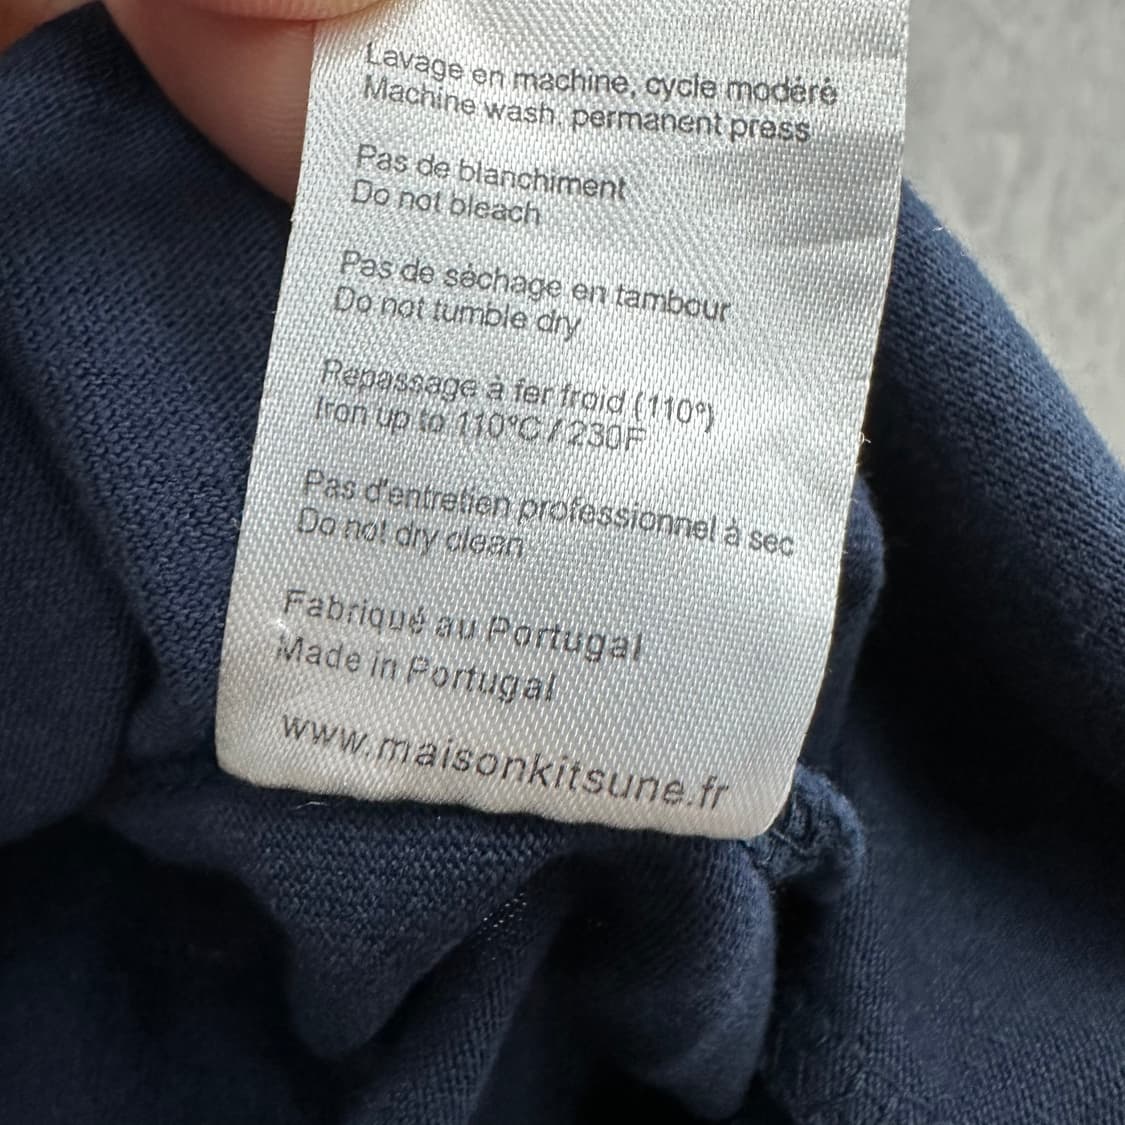 Lavage en machine, cycle modéré
Machine wash, permanent press
Pas de blanchiment
Do not bleach
Pas de séchage en tambour
Do not tumble dry
Repassage à fer froid (110°)
Iron up to 110°C / 230F
Pas d'entretien professionnel à sec
Do not dry clean
Fabriqué au Portugal
Made in Portugal
www.maisonkitsune.fr